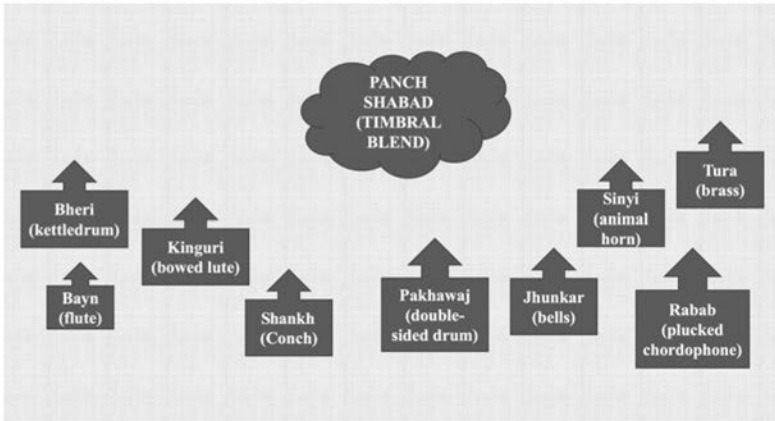 PANCH
SHABAD
(TIMBRAL
BLEND)
Bheri
(kettledrum)
Bayn
(flute)
Kinguri
(bowed lute)
Shankh
(Conch)
Pakhawaj
(double-
sided drum)
Jhunkar
(bells)
Sinyi
(animal
horn)
Tura
(brass)
Rabab
(plucked
chordophone)